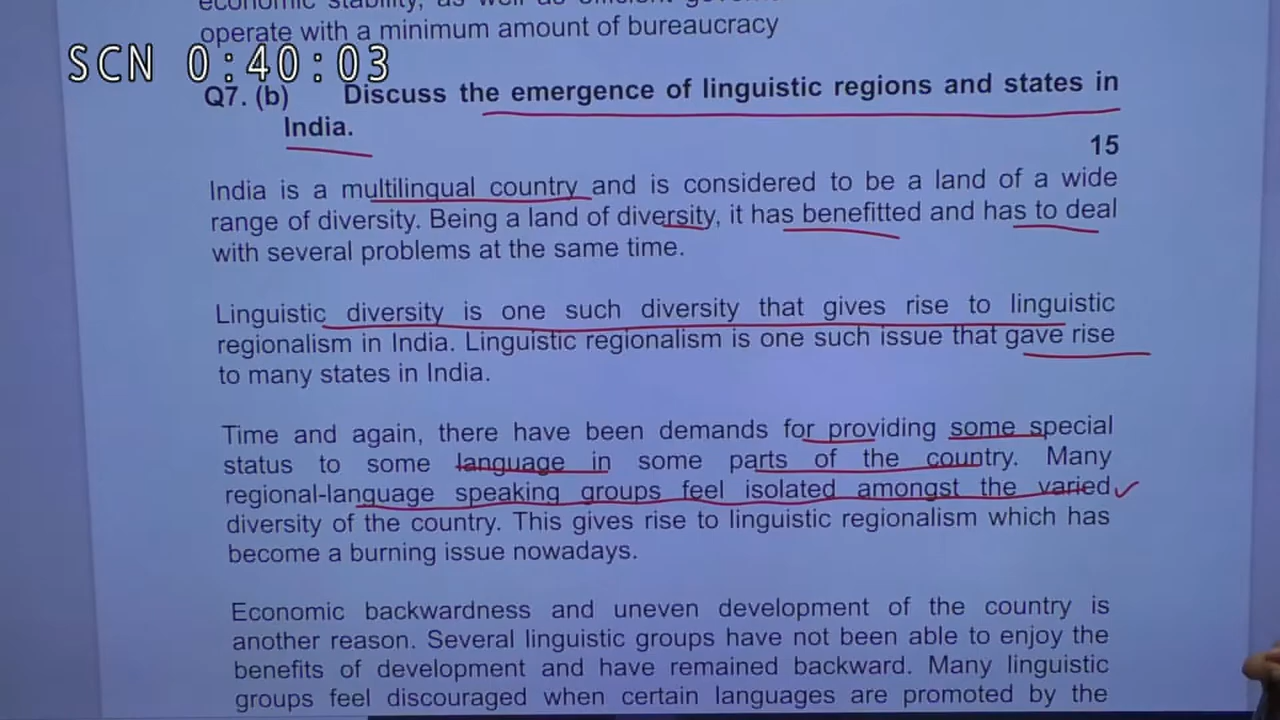 economic stability, as well as efficient
operate with a minimum amount of bureaucracy
SCN 0:40:03
Q7. (b) Discuss the emergence of linguistic regions and states in
India.
15
India is a multilingual country and is considered to be a land of a wide
range of diversity. Being a land of diversity, it has benefitted and has to deal
with several problems at the same time.
Linguistic diversity is one such diversity that gives rise to linguistic
regionalism in India. Linguistic regionalism is one such issue that gave rise
to many states in India.
Time and again, there have been demands for providing some special
status to some language in some parts of the country. Many
regional-language speaking groups feel isolated amongst the varied
diversity of the country. This gives rise to linguistic regionalism which has
become a burning issue nowadays.
Economic backwardness and uneven development of the country is
another reason. Several linguistic groups have not been able to enjoy the
benefits of development and have remained backward. Many linguistic
groups feel discouraged when certain languages are promoted by the